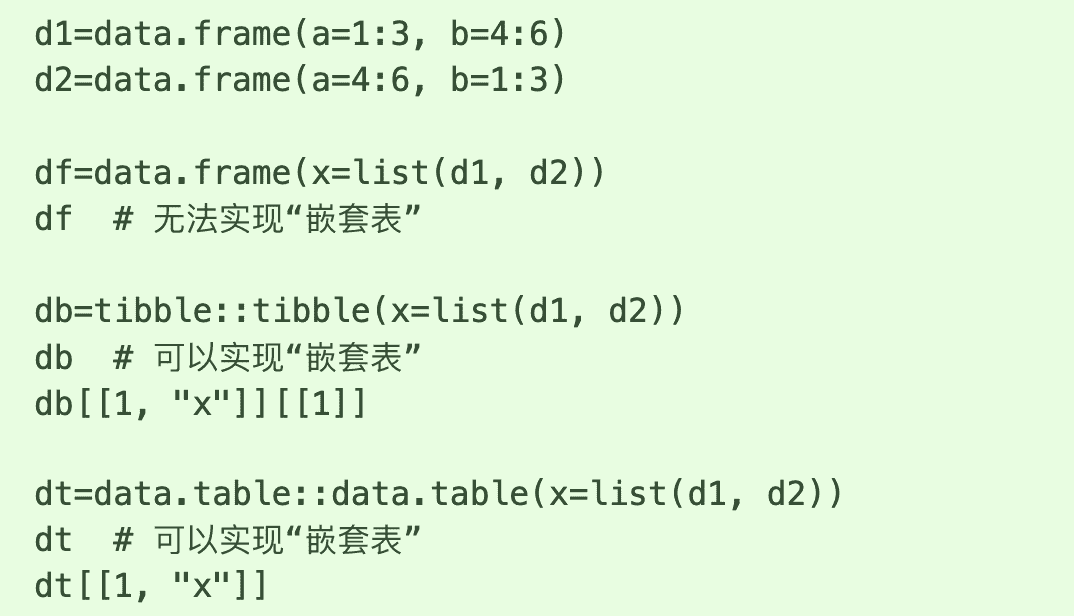 d1=data.frame(a=1:3, b=4:6)
d2=data.frame(a=4:6, b=1:3)
df=data.frame(x=list(d1, d2))
df  # 无法实现“嵌套表”
db=tibble::tibble(x=list(d1, d2))
db  # 可以实现“嵌套表”
db[[1, "x"]][[1]]
dt=data.table::data.table(x=list(d1, d2))
dt  # 可以实现“嵌套表”
dt[[1, "x"]]